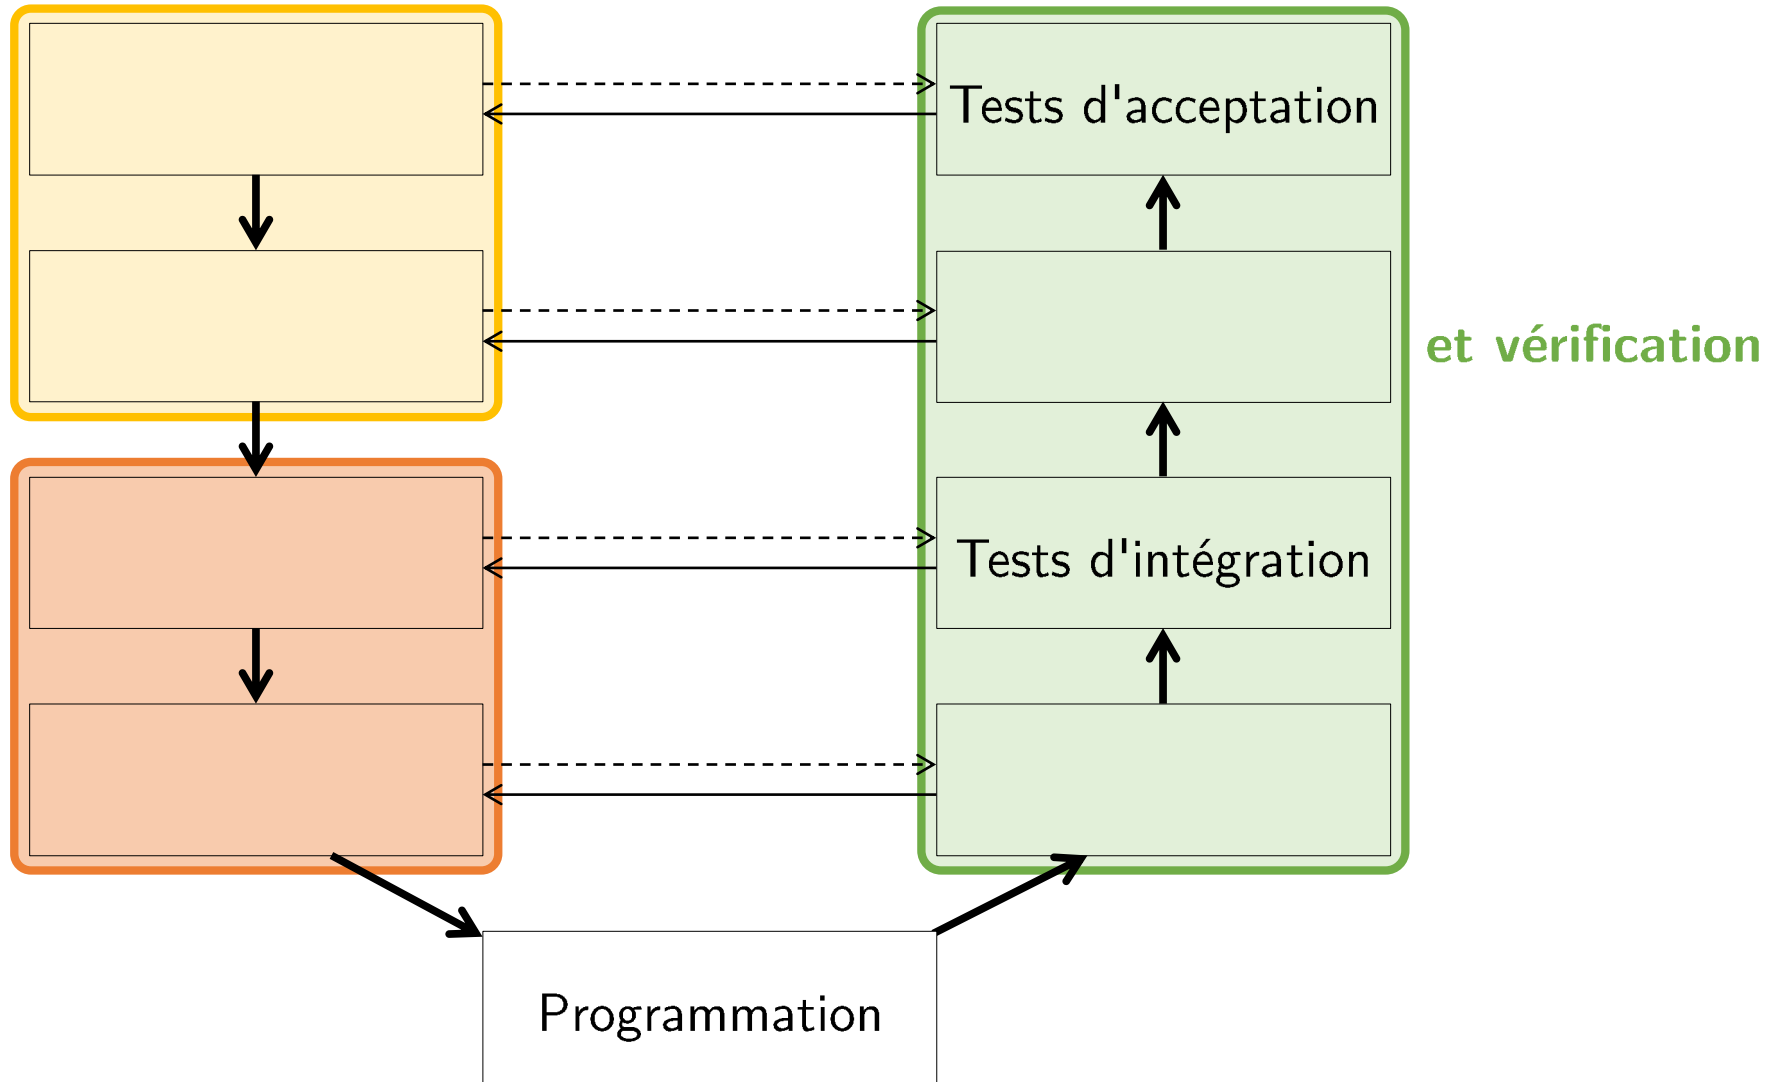 Tests d'acceptation
et vérification
Tests d'intégration
Programmation